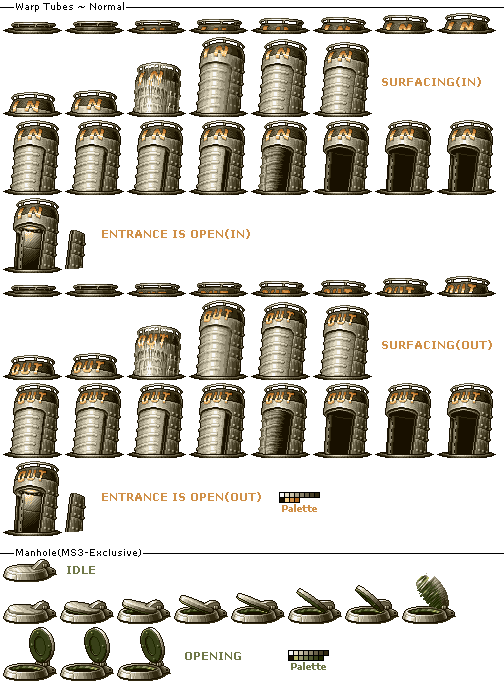 Warp Tubes ~ Normal
SURFACING(IN)
ENTRANCE IS OPEN(IN)
SURFACING(OUT)
ENTRANCE IS OPEN(OUT)
Palette
Manhole(MS3-Exclusive)
IDLE
OPENING
Palette